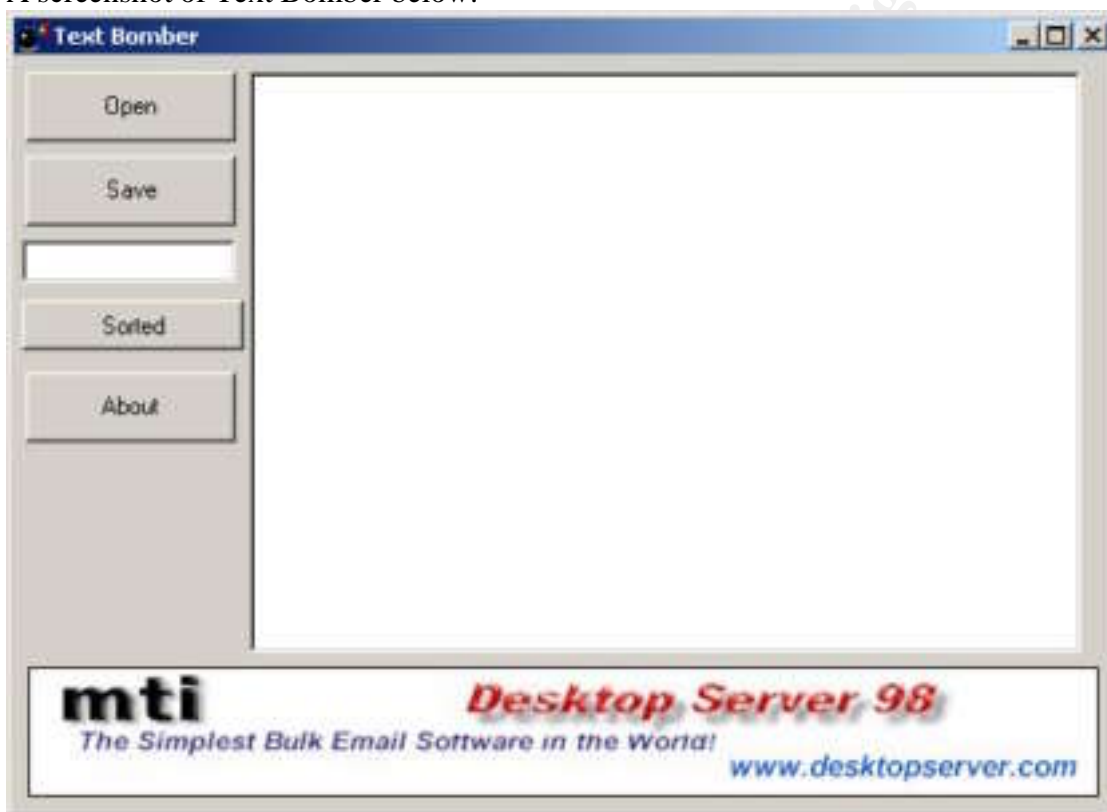 A screenshot of Text Bomber below:
Text Bomber
Open
Save
Sorted
About
mti
Desktop Server 98
The Simplest Bulk Email Software in the World!
www.desktopserver.com